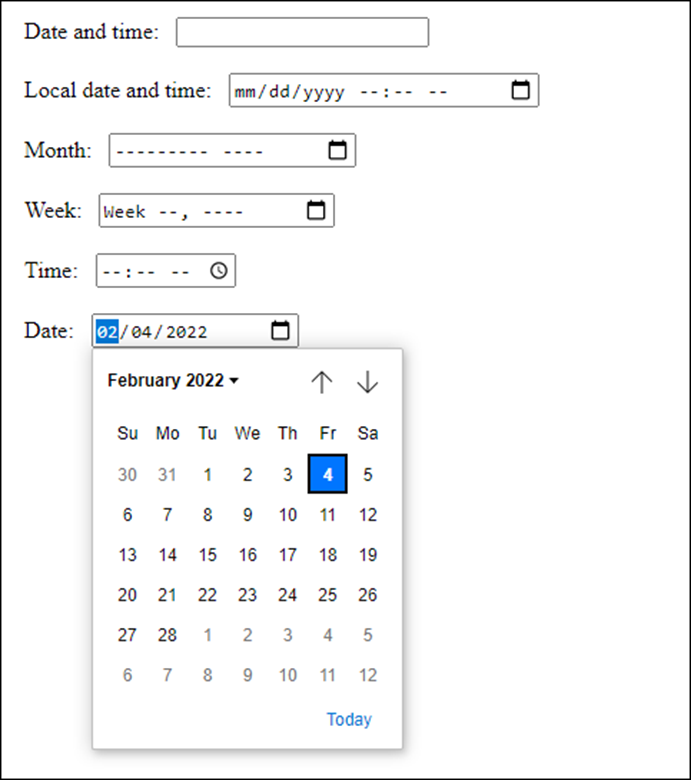 Date and time:
Local date and time: mm/dd/yyyy --:-- --
Month: --------- ----
Week: Week --, ----
Time: --:-- --
Date: 02/04/2022
February 2022
Su Mo Tu We Th Fr Sa
30 31 1 2 3 4 5
6 7 8 9 10 11 12
13 14 15 16 17 18 19
20 21 22 23 24 25 26
27 28 1 2 3 4 5
6 7 8 9 10 11 12
Today